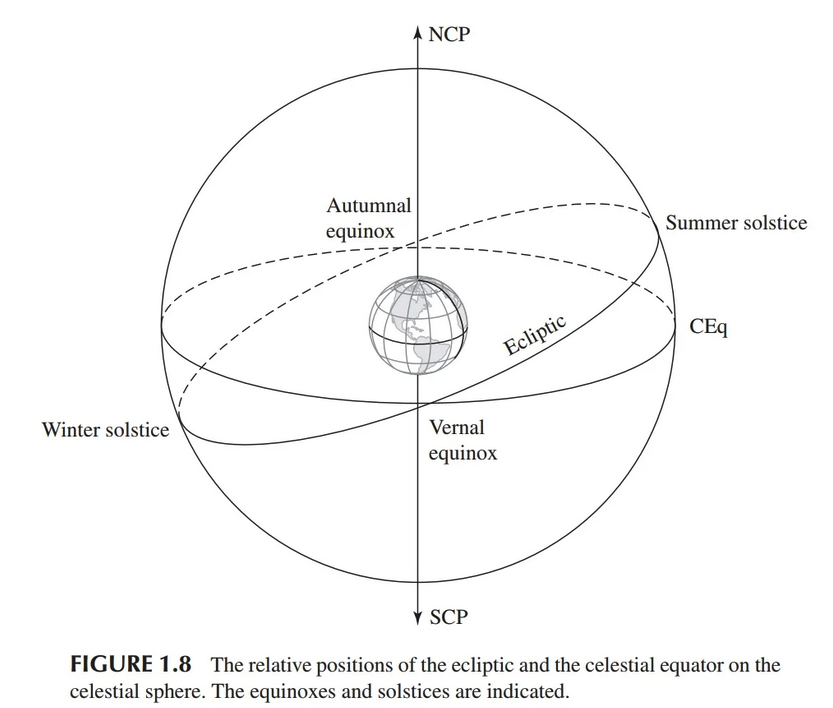 NCP
Autumnal
equinox
Summer solstice
CEq
Ecliptic
Winter solstice
Vernal
equinox
SCP
FIGURE 1.8 The relative positions of the ecliptic and the celestial equator on the
celestial sphere. The equinoxes and solstices are indicated.